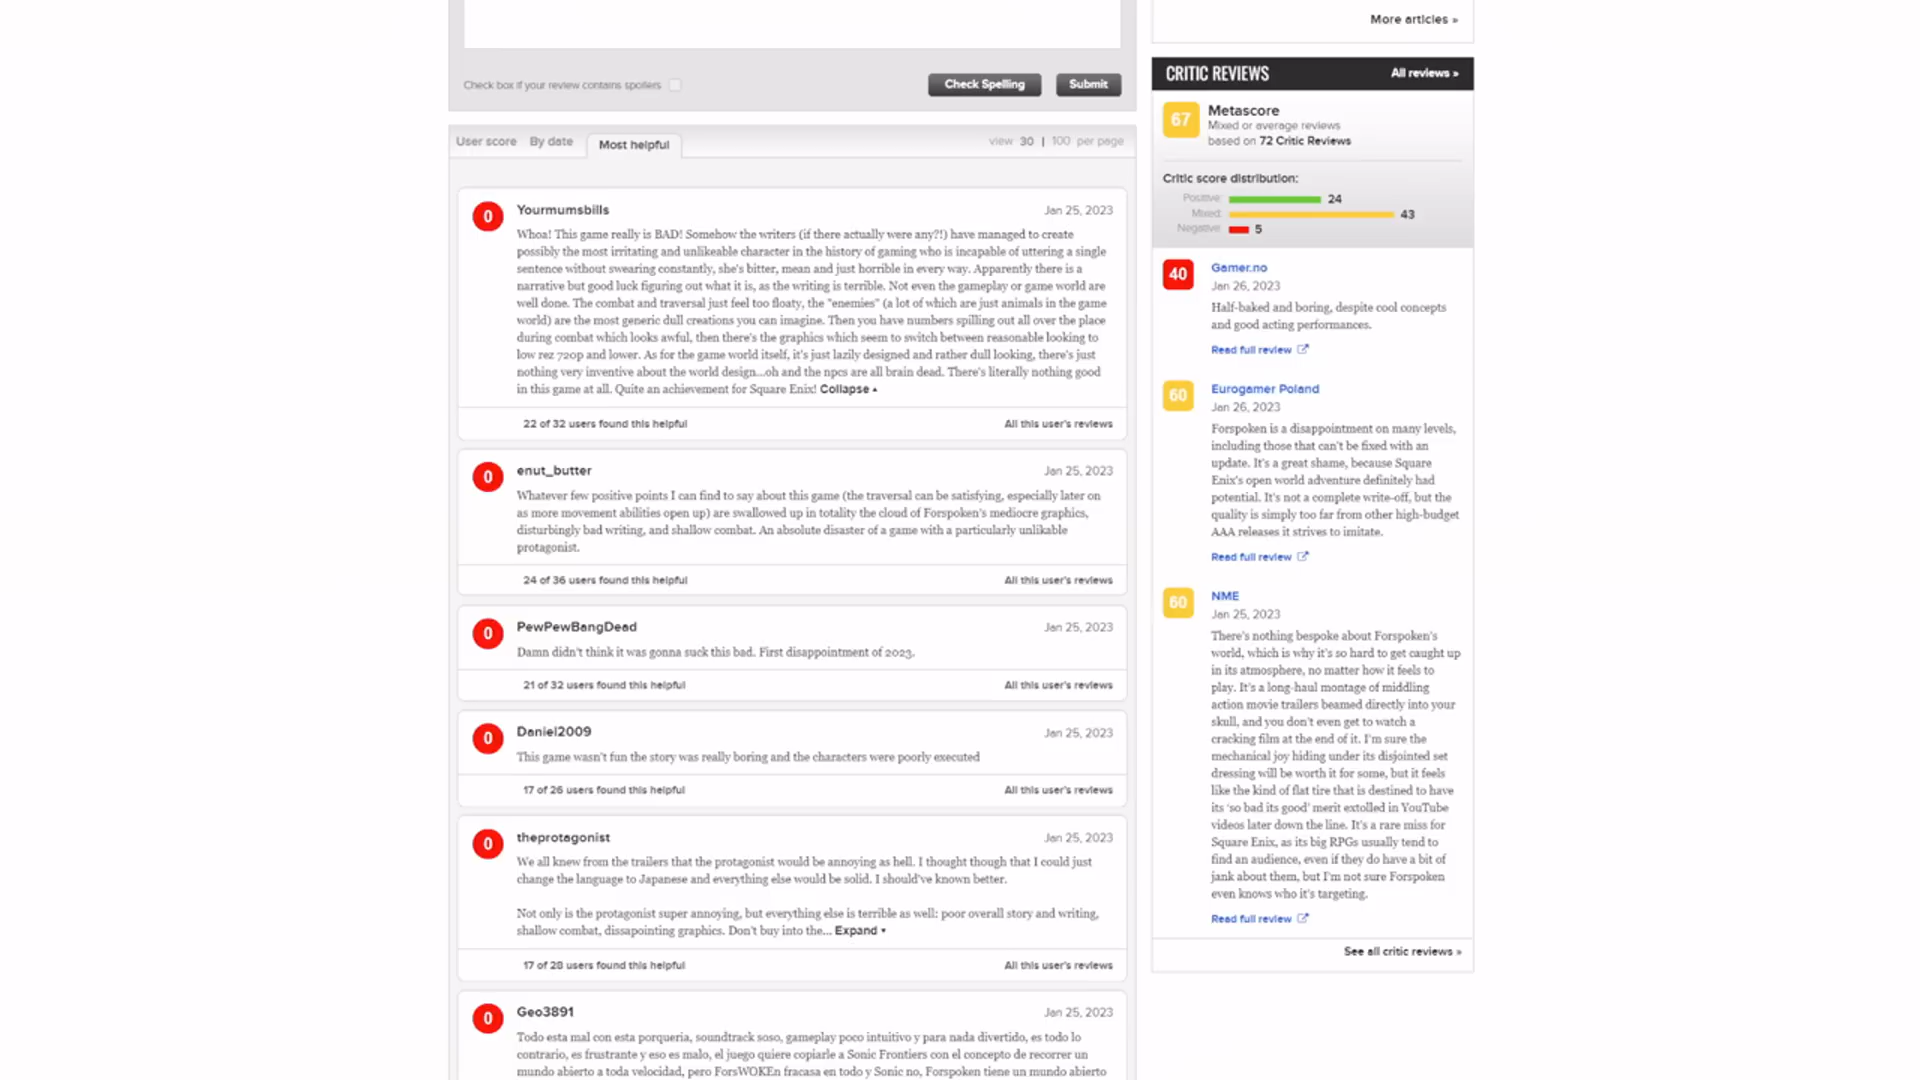 Check box if your review contains spoilers
Check Spelling
Submit
User score
By date
Most helpful
view 30 | 100 per page
0
Yourmumsbills
Jan 25, 2023
Whoa! This game really is BAD! Somehow the writers (if there actually were any?!) have managed to create
possibly the most irritating and unlikeable character in the history of gaming who is incapable of uttering a single
sentence without swearing constantly, she's bitter, mean and just horrible in every way. Apparently there is a
narrative but good luck figuring out what it is, as the writing is terrible. Not even the gameplay or game world are
well done. The combat and traversal just feel too floaty, the "enemies" (a lot of which are just animals in the game
world) are the most generic dull creations you can imagine. Then you have numbers spilling out all over the place
during combat which looks awful, then there's the graphics which seem to switch between reasonable looking to
low rez 720p and lower. As for the game world itself, it's just lazily designed and rather dull looking, there's just
nothing very inventive about the world design...oh and the npcs are all brain dead. There's literally nothing good
in this game at all. Quite an achievement for Square Enix! Collapse ▴
22 of 32 users found this helpful
All this user's reviews
0
enut_butter
Jan 25, 2023
Whatever few positive points I can find to say about this game (the traversal can be satisfying, especially later on
as more movement abilities open up) are swallowed up in totality the cloud of Forspoken's mediocre graphics,
disturbingly bad writing, and shallow combat. An absolute disaster of a game with a particularly unlikable
protagonist.
24 of 36 users found this helpful
All this user's reviews
0
PewPewBangDead
Jan 25, 2023
Damn didn't think it was gonna suck this bad. First disappointment of 2023.
21 of 32 users found this helpful
All this user's reviews
0
Daniel2009
Jan 25, 2023
This game wasn't fun the story was really boring and the characters were poorly executed
17 of 26 users found this helpful
All this user's reviews
0
theprotagonist
Jan 25, 2023
We all knew from the trailers that the protagonist would be annoying as hell. I thought though that I could just
change the language to Japanese and everything else would be solid. I should've known better.
Not only is the protagonist super annoying, but everything else is terrible as well: poor overall story and writing,
shallow combat, dissapointing graphics. Don't buy into the... Expand ▾
17 of 28 users found this helpful
All this user's reviews
0
Geo3891
Jan 25, 2023
Todo esta mal con esta porqueria, soundtrack soso, gameplay poco intuitivo y para nada divertido, es todo lo
contrario, es frustrante y eso es malo, el juego quiere copiarle a Sonic Frontiers con el concepto de recorrer un
mundo abierto a toda velocidad, pero ForsWOKEn fracasa en todo y Sonic no, Forspoken tiene un mundo abierto
More articles »
CRITIC REVIEWS
All reviews »
67
Metascore
Mixed or average reviews
based on 72 Critic Reviews
Critic score distribution:
Positive: 24
Mixed: 43
Negative: 5
40
Gamer.no
Jan 26, 2023
Half-baked and boring, despite cool concepts
and good acting performances.
Read full review
60
Eurogamer Poland
Jan 26, 2023
Forspoken is a disappointment on many levels,
including those that can't be fixed with an
update. It's a great shame, because Square
Enix's open world adventure definitely had
potential. It's not a complete write-off, but the
quality is simply too far from other high-budget
AAA releases it strives to imitate.
Read full review
60
NME
Jan 25, 2023
There's nothing bespoke about Forspoken's
world, which is why it's so hard to get caught up
in its atmosphere, no matter how it feels to
play. It's a long-haul montage of middling
action movie trailers beamed directly into your
skull, and you don't even get to watch a
cracking film at the end of it. I'm sure the
mechanical joy hiding under its disjointed set
dressing will be worth it for some, but it feels
like the kind of flat tire that is destined to have
its 'so bad its good' merit extolled in YouTube
videos later down the line. It's a rare miss for
Square Enix, as its big RPGs usually tend to
find an audience, even if they do have a bit of
jank about them, but I'm not sure Forspoken
even knows who it's targeting.
Read full review
See all critic reviews »